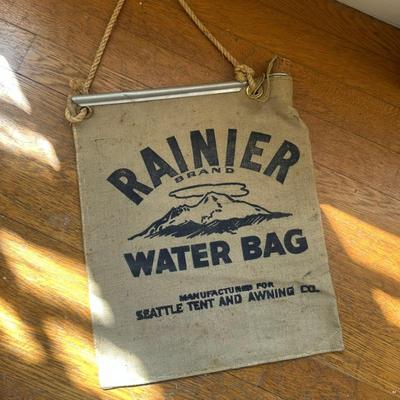 RAINIER
BRAND
WATER BAG
MANUFACTURED FOR
SEATTLE TENT AND AWNING CO.